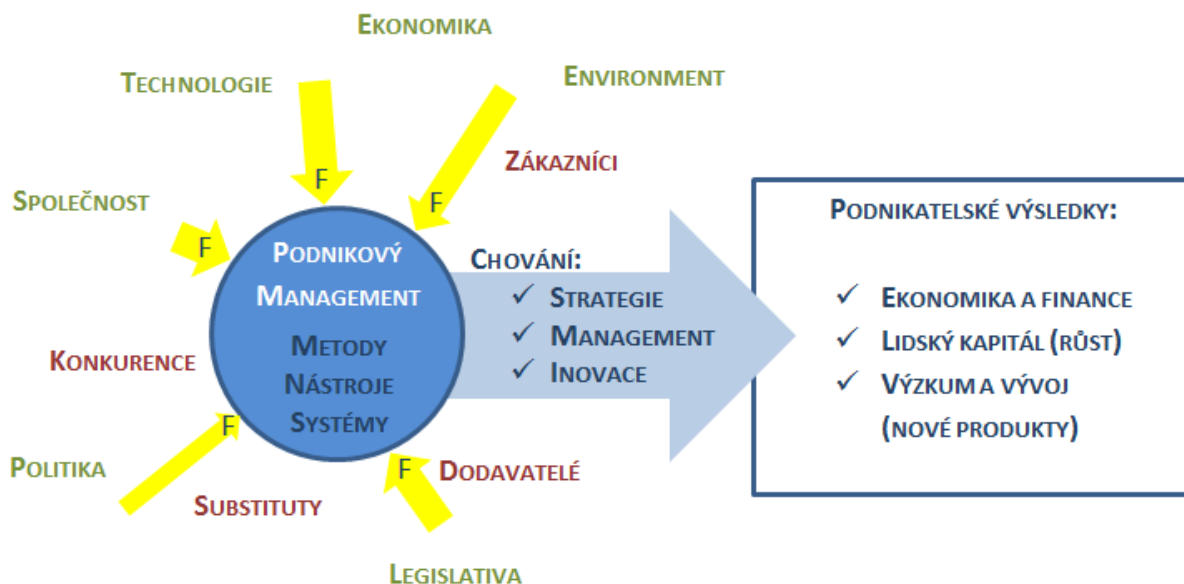 Ekonomika
Technologie
Environment
F
Zákazníci
F
Společnost
F
Podnikový
Management
Metody
Nástroje
Systémy
Konkurence
F
Politika
Substituty
F
Dodavatelé
Legislativa
Chování:
✓ Strategie
✓ Management
✓ Inovace
Podnikatelské výsledky:
✓ Ekonomika a finance
✓ Lidský kapitál (růst)
✓ Výzkum a vývoj
(nové produkty)